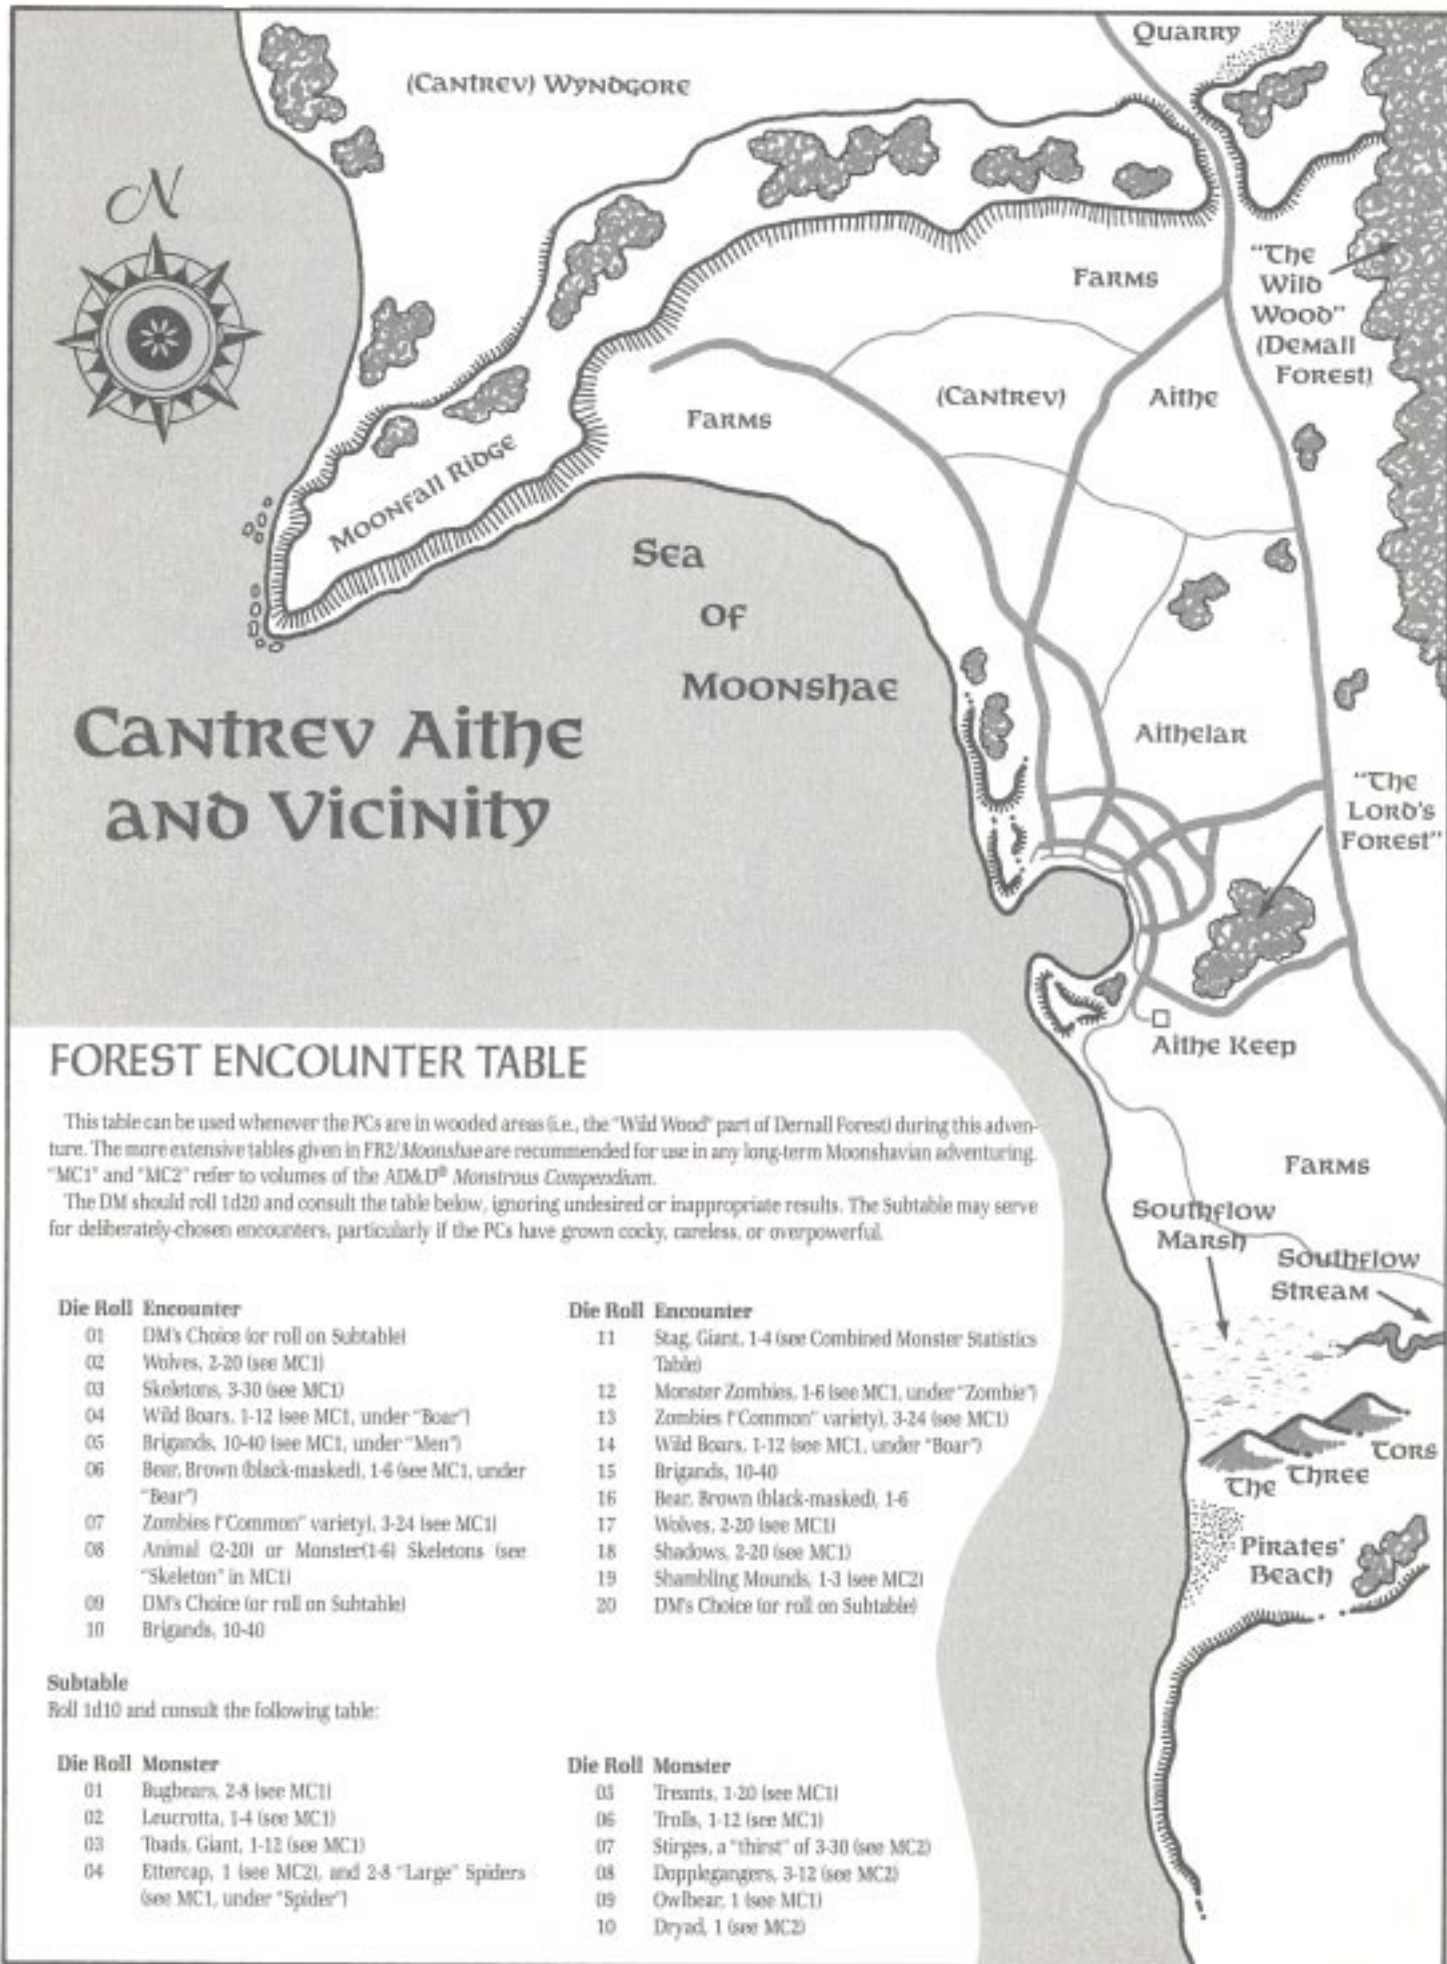 Quarry
(Cantrev) Wyndgore
N
"The
Wild
Wood"
(Demall
Forest)
Farms
(Cantrev)
Aithe
Farms
Moonfall Ridge
Sea
of
Moonshae
Cantrev Aithe
and Vicinity
Aithelar
"The
Lord's
Forest"
Aithe Keep
Farms
Southflow
Marsh
Southflow
Stream
The Three Tors
Pirates'
Beach
FOREST ENCOUNTER TABLE
This table can be used whenever the PCs are in wooded areas (i.e., the "Wild Wood" part of Dernall Forest) during this adven-
ture. The more extensive tables given in FR2/Moonshae are recommended for use in any long-term Moonshavian adventuring.
"MC1" and "MC2" refer to volumes of the AD&D® Monstrous Compendium.
The DM should roll 1d20 and consult the table below, ignoring undesired or inappropriate results. The Subtable may serve
for deliberately-chosen encounters, particularly if the PCs have grown cocky, careless, or overpowerful.
Die Roll Encounter
01 DM's Choice (or roll on Subtable)
02 Wolves, 2-20 (see MC1)
03 Skeletons, 3-30 (see MC1)
04 Wild Boars, 1-12 (see MC1, under "Boar")
05 Brigands, 10-40 (see MC1, under "Men")
06 Bear, Brown (black-masked), 1-6 (see MC1, under
"Bear")
07 Zombies ("Common" variety), 3-24 (see MC1)
08 Animal (2-20) or Monster(1-6) Skeletons (see
"Skeleton" in MC1)
09 DM's Choice (or roll on Subtable)
10 Brigands, 10-40
Die Roll Encounter
11 Stag, Giant, 1-4 (see Combined Monster Statistics
Table)
12 Monster Zombies, 1-6 (see MC1, under "Zombie")
13 Zombies ("Common" variety), 3-24 (see MC1)
14 Wild Boars, 1-12 (see MC1, under "Boar")
15 Brigands, 10-40
16 Bear, Brown (black-masked), 1-6
17 Wolves, 2-20 (see MC1)
18 Shadows, 2-20 (see MC1)
19 Shambling Mounds, 1-3 (see MC2)
20 DM's Choice (or roll on Subtable)
Subtable
Roll 1d10 and consult the following table:
Die Roll Monster
01 Bugbears, 2-8 (see MC1)
02 Leucrotta, 1-4 (see MC1)
03 Toads, Giant, 1-12 (see MC1)
04 Ettercap, 1 (see MC2), and 2-8 "Large" Spiders
(see MC1, under "Spider")
Die Roll Monster
05 Treants, 1-20 (see MC1)
06 Trolls, 1-12 (see MC1)
07 Stirges, a "thirst" of 3-30 (see MC2)
08 Dopplegangers, 3-12 (see MC2)
09 Owlbear, 1 (see MC1)
10 Dryad, 1 (see MC2)